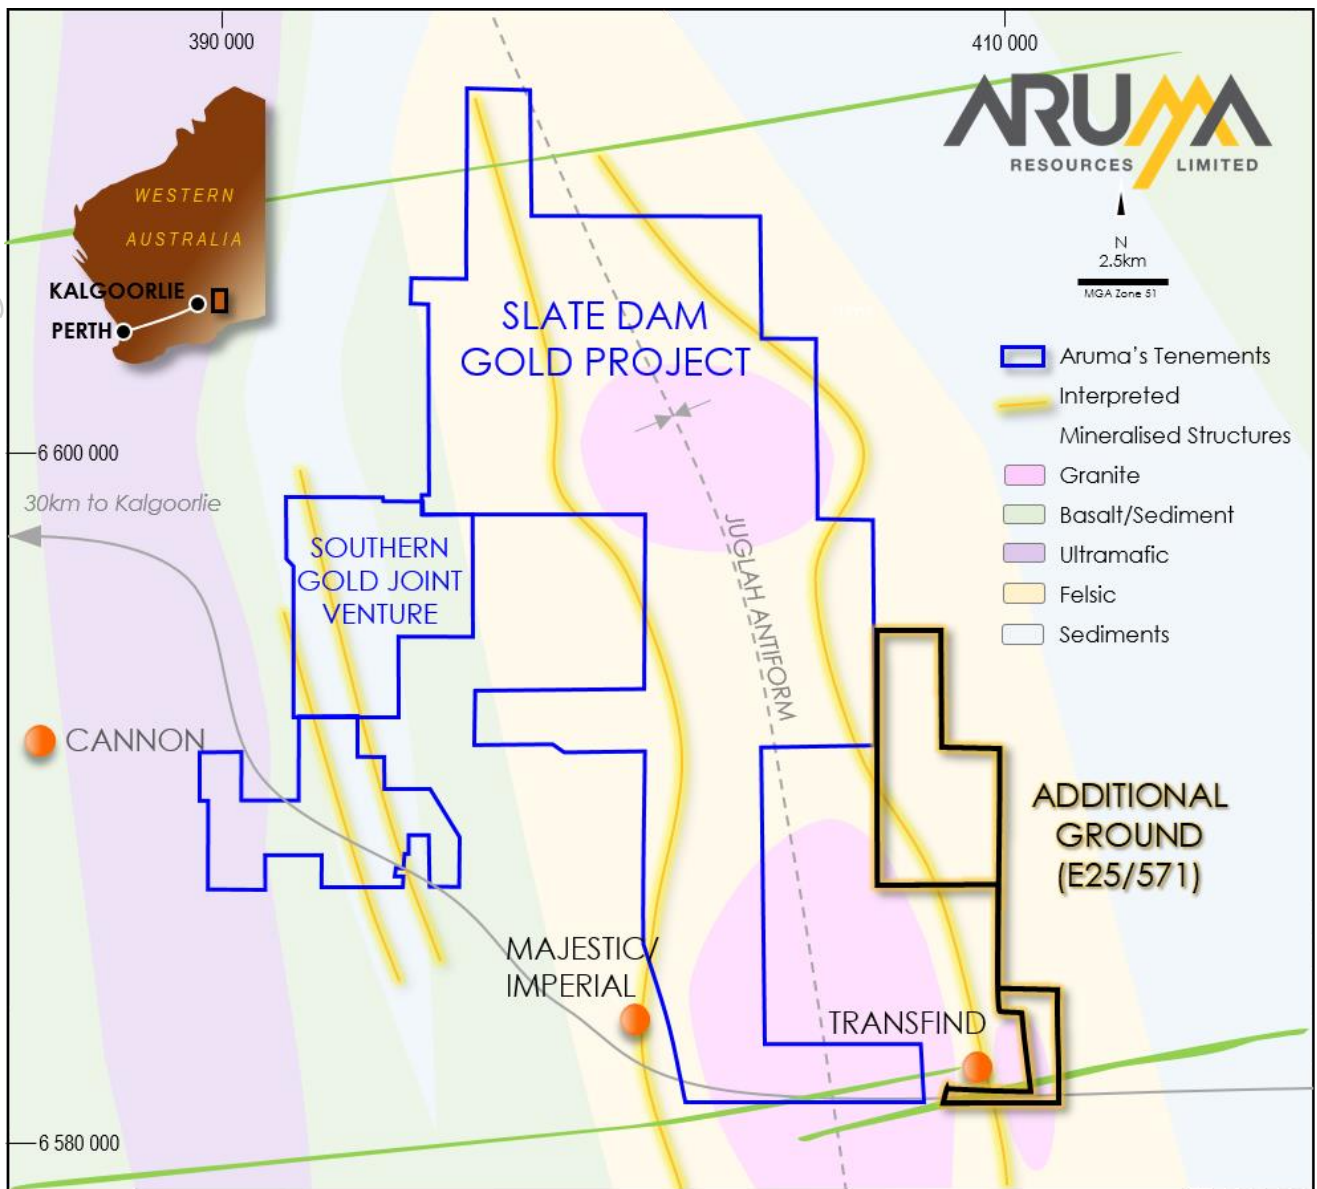 390 000
410 000
ARUMA
RESOURCES LIMITED
WESTERN
AUSTRALIA
KALGOORLIE
PERTH
N
2.5km
MGA Zone 51
SLATE DAM
GOLD PROJECT
Aruma's Tenements
Interpreted
Mineralised Structures
Granite
Basalt/Sediment
Ultramafic
Felsic
Sediments
6 600 000
30km to Kalgoorlie
SOUTHERN
GOLD JOINT
VENTURE
JUGLAH ANTIFORM
CANNON
ADDITIONAL
GROUND
(E25/571)
MAJESTIC/
IMPERIAL
TRANSFIND
6 580 000